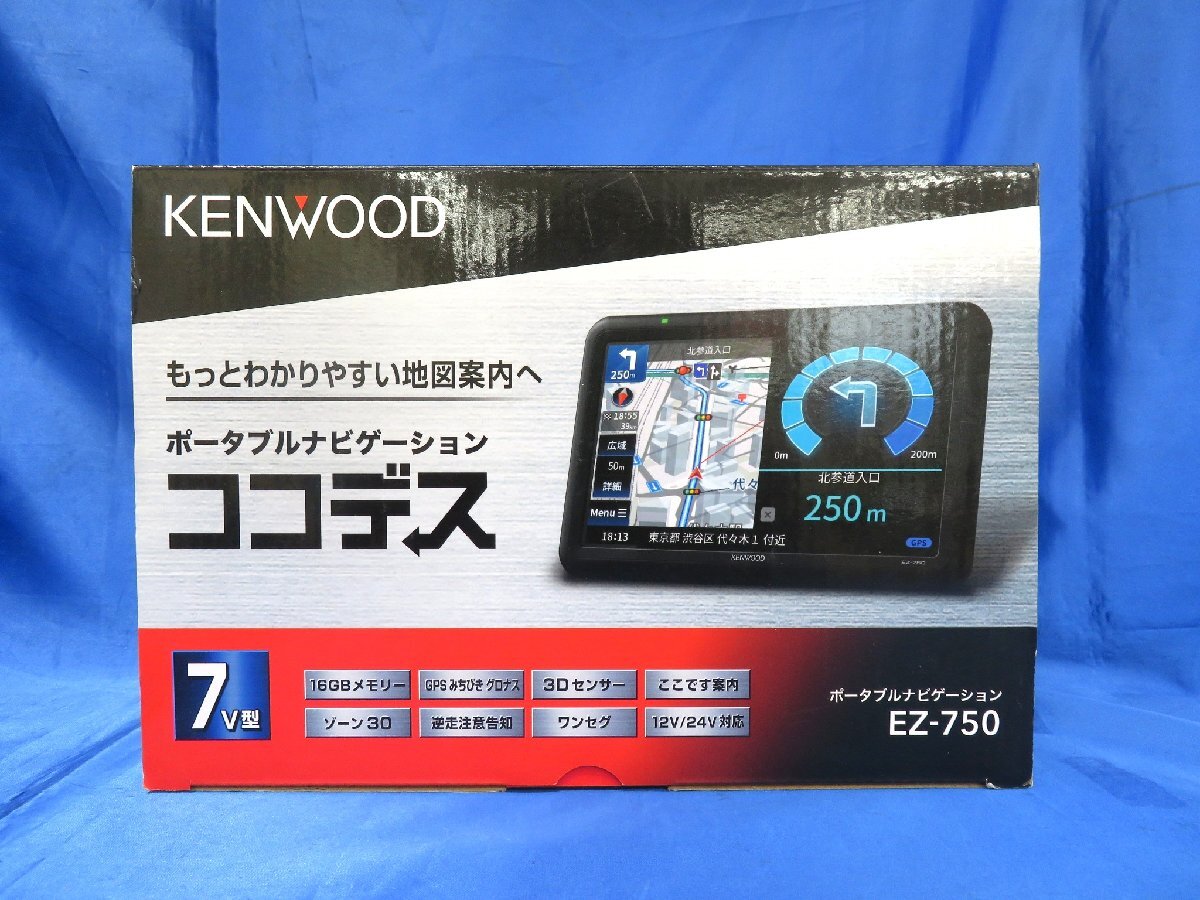 KENWOOD
もっとわかりやすい地図案内へ
ポータブルナビゲーション
ココデス
北参道入口
250m
18:55
39km
広域
50m
詳細
Menu
代々
18:13 東京都 渋谷区 代々木1 付近
0m
200m
北参道入口
250m
GPS
KENWOOD
EZ-750
7V型
16GBメモリー
GPS みちびき グロナス
3Dセンサー
ここです案内
ゾーン30
逆走注意告知
ワンセグ
12V/24V対応
ポータブルナビゲーション
EZ-750